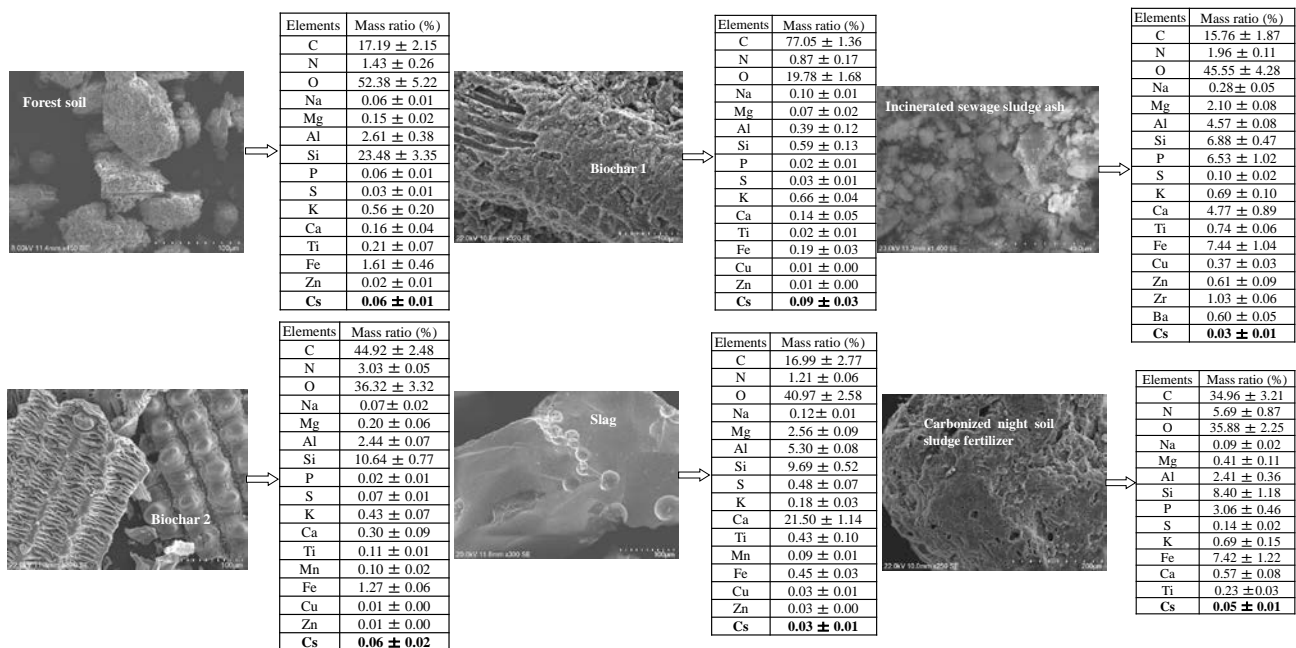 Forest soil
8.00kV 11.4mm x450 SE
100μm
Elements Mass ratio (%)
C 17.19 ± 2.15
N 1.43 ± 0.26
O 52.38 ± 5.22
Na 0.06 ± 0.01
Mg 0.15 ± 0.02
Al 2.61 ± 0.38
Si 23.48 ± 3.35
P 0.06 ± 0.01
S 0.03 ± 0.01
K 0.56 ± 0.20
Ca 0.16 ± 0.04
Ti 0.21 ± 0.07
Fe 1.61 ± 0.46
Zn 0.02 ± 0.01
Cs 0.06 ± 0.01
Biochar 1
100μm
Elements Mass ratio (%)
C 77.05 ± 1.36
N 0.87 ± 0.17
O 19.78 ± 1.68
Na 0.10 ± 0.01
Mg 0.07 ± 0.02
Al 0.39 ± 0.12
Si 0.59 ± 0.13
P 0.02 ± 0.01
S 0.03 ± 0.01
K 0.66 ± 0.04
Ca 0.14 ± 0.05
Ti 0.02 ± 0.01
Fe 0.19 ± 0.03
Cu 0.01 ± 0.00
Zn 0.01 ± 0.00
Cs 0.09 ± 0.03
Incinerated sewage sludge ash
Elements Mass ratio (%)
C 15.76 ± 1.87
N 1.96 ± 0.11
O 45.55 ± 4.28
Na 0.28± 0.05
Mg 2.10 ± 0.08
Al 4.57 ± 0.08
Si 6.88 ± 0.47
P 6.53 ± 1.02
S 0.10 ± 0.02
K 0.69 ± 0.10
Ca 4.77 ± 0.89
Ti 0.74 ± 0.06
Fe 7.44 ± 1.04
Cu 0.37 ± 0.03
Zn 0.61 ± 0.09
Zr 1.03 ± 0.06
Ba 0.60 ± 0.05
Cs 0.03 ± 0.01
Biochar 2
100μm
Elements Mass ratio (%)
C 44.92 ± 2.48
N 3.03 ± 0.05
O 36.32 ± 3.32
Na 0.07± 0.02
Mg 0.20 ± 0.06
Al 2.44 ± 0.07
Si 10.64 ± 0.77
P 0.02 ± 0.01
S 0.07 ± 0.01
K 0.43 ± 0.07
Ca 0.30 ± 0.09
Ti 0.11 ± 0.01
Mn 0.10 ± 0.02
Fe 1.27 ± 0.06
Cu 0.01 ± 0.00
Zn 0.01 ± 0.00
Cs 0.06 ± 0.02
Slag
100μm
Elements Mass ratio (%)
C 16.99 ± 2.77
N 1.21 ± 0.06
O 40.97 ± 2.58
Na 0.12± 0.01
Mg 2.56 ± 0.09
Al 5.30 ± 0.08
Si 9.69 ± 0.52
S 0.48 ± 0.07
K 0.18 ± 0.03
Ca 21.50 ± 1.14
Ti 0.43 ± 0.10
Mn 0.09 ± 0.01
Fe 0.45 ± 0.03
Cu 0.03 ± 0.01
Zn 0.03 ± 0.00
Cs 0.03 ± 0.01
Carbonized night soil
sludge fertilizer
22.0kV 10.0mm x250 SE
200μm
Elements Mass ratio (%)
C 34.96 ± 3.21
N 5.69 ± 0.87
O 35.88 ± 2.25
Na 0.09 ± 0.02
Mg 0.41 ± 0.11
Al 2.41 ± 0.36
Si 8.40 ± 1.18
P 3.06 ± 0.46
S 0.14 ± 0.02
K 0.69 ± 0.15
Fe 7.42 ± 1.22
Ca 0.57 ± 0.08
Ti 0.23 ±0.03
Cs 0.05 ± 0.01